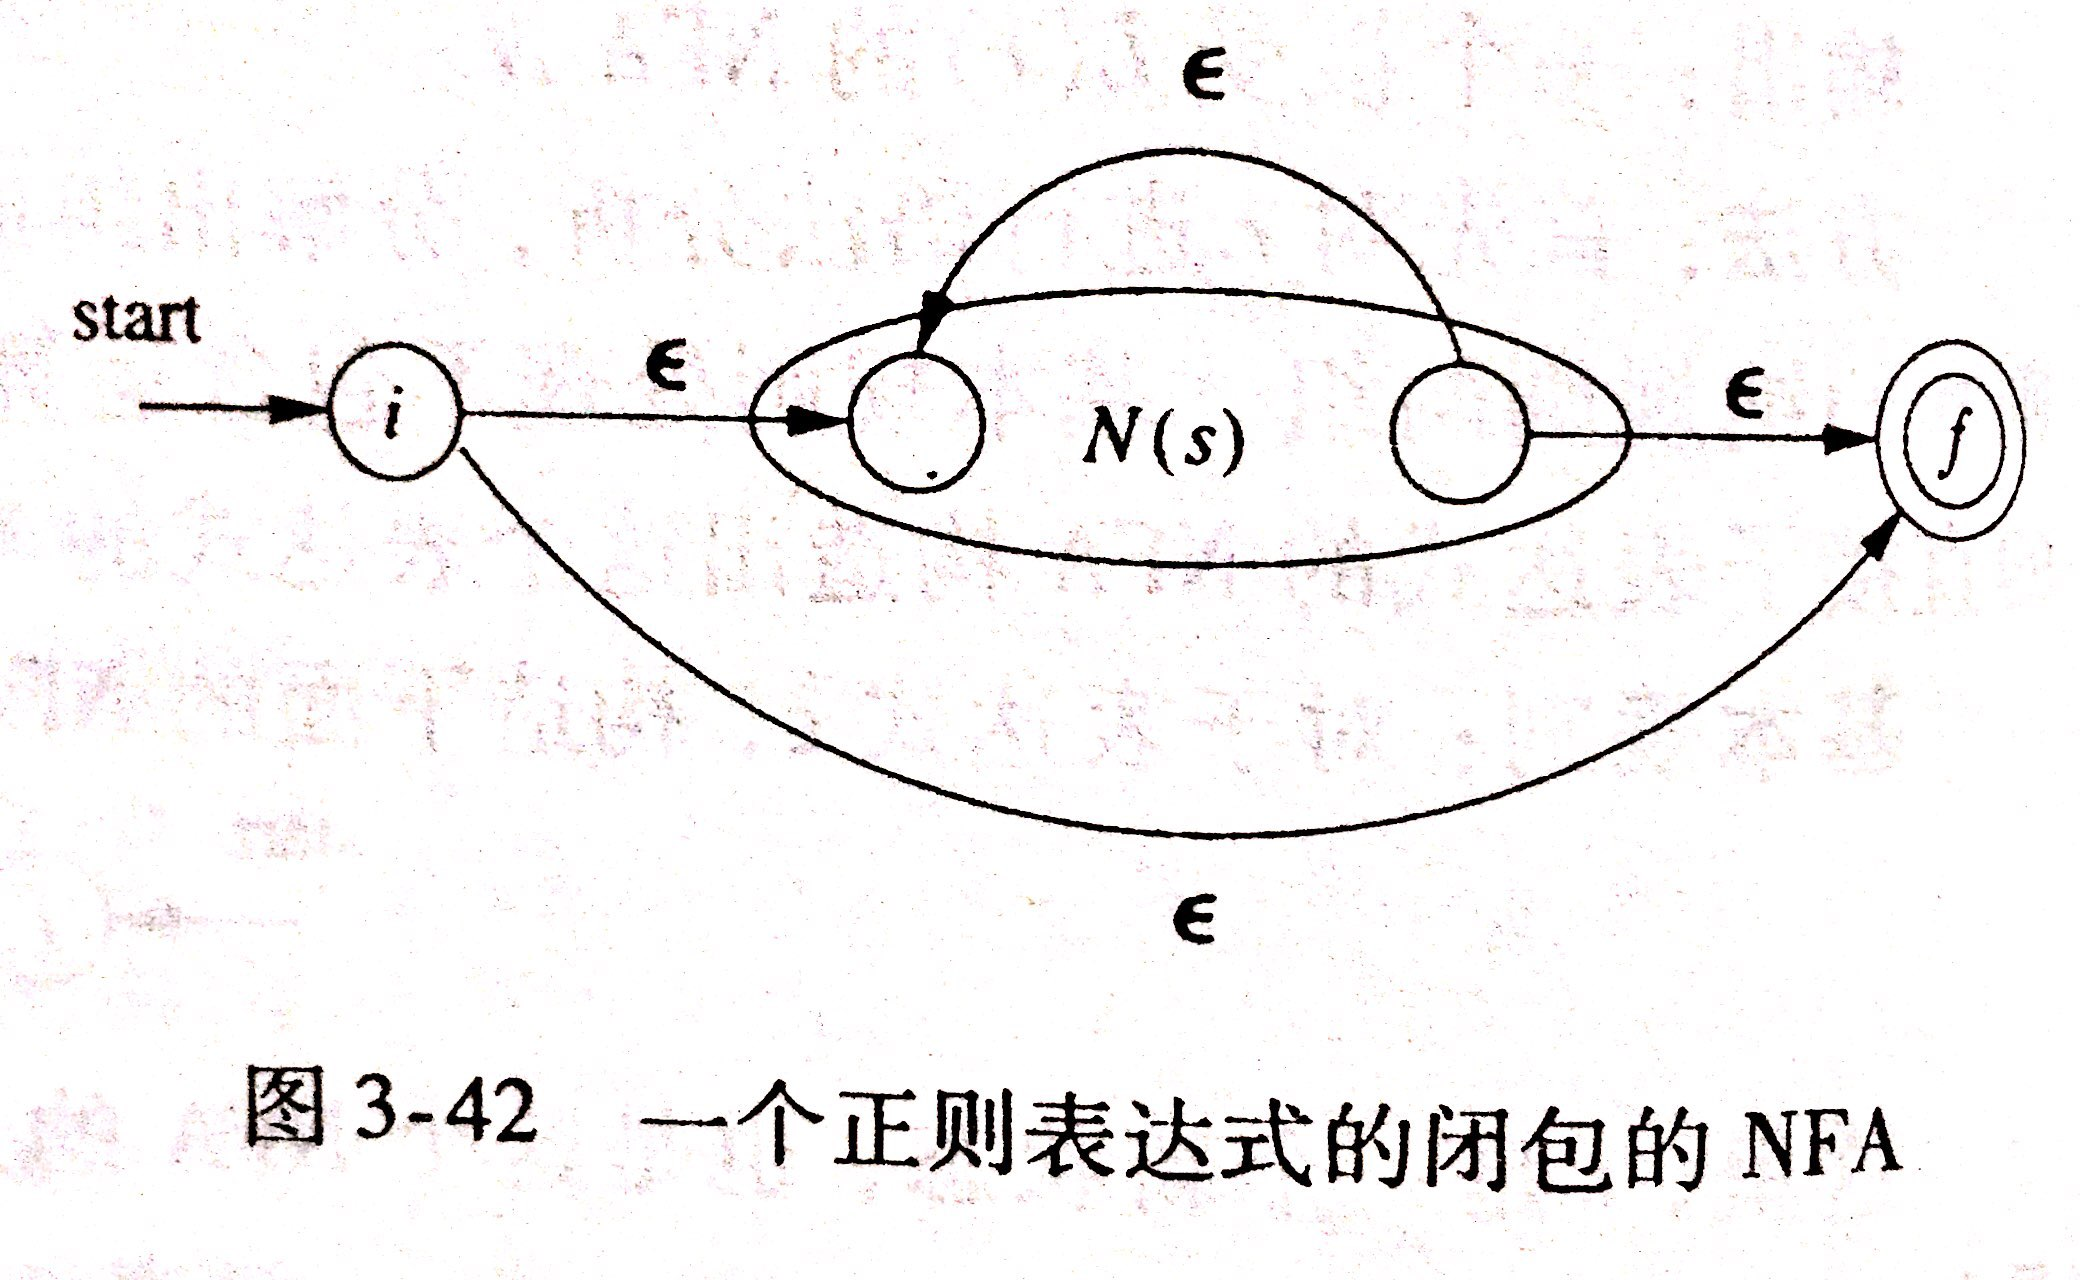 ϵ
start
ϵ
ϵ
i
N(s)
f
ϵ
图 3-42 一个正则表达式的闭包的 NFA